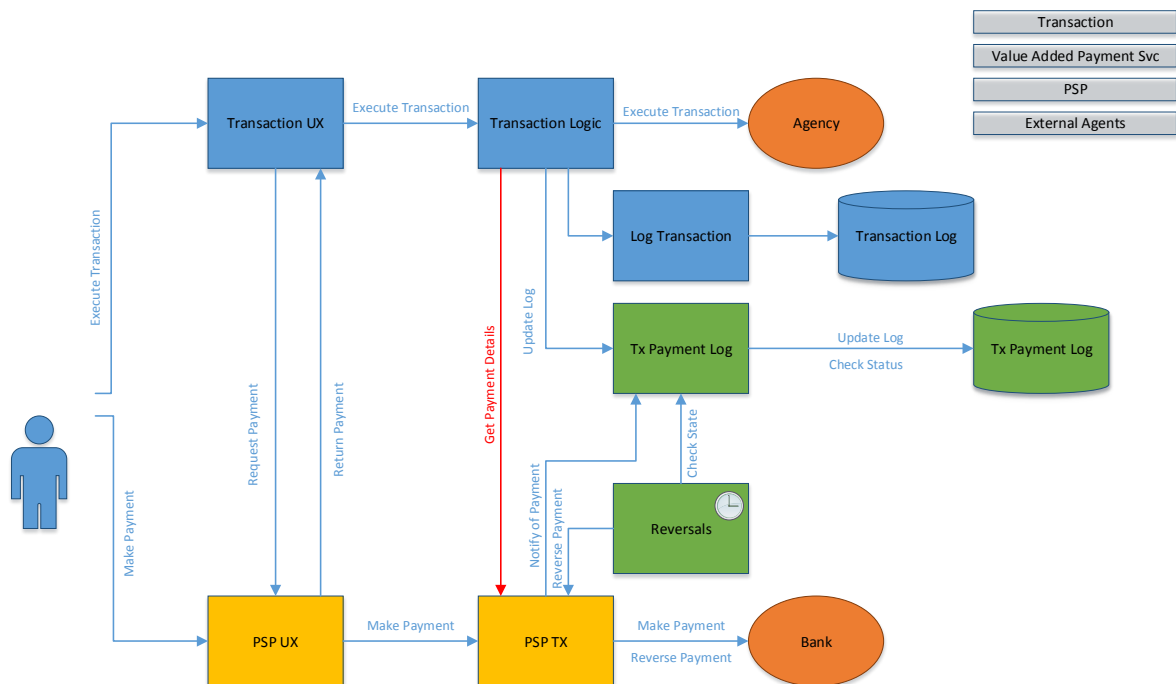 Transaction
Value Added Payment Svc
PSP
External Agents
Transaction UX
Execute Transaction
Transaction Logic
Execute Transaction
Agency
Execute Transaction
Log Transaction
Transaction Log
Update Log
Tx Payment Log
Update Log
Check Status
Tx Payment Log
Request Payment
Return Payment
Get Payment Details
Check State
Make Payment
Notify of Payment
Reverse Payment
Reversals
PSP UX
Make Payment
PSP TX
Make Payment
Reverse Payment
Bank